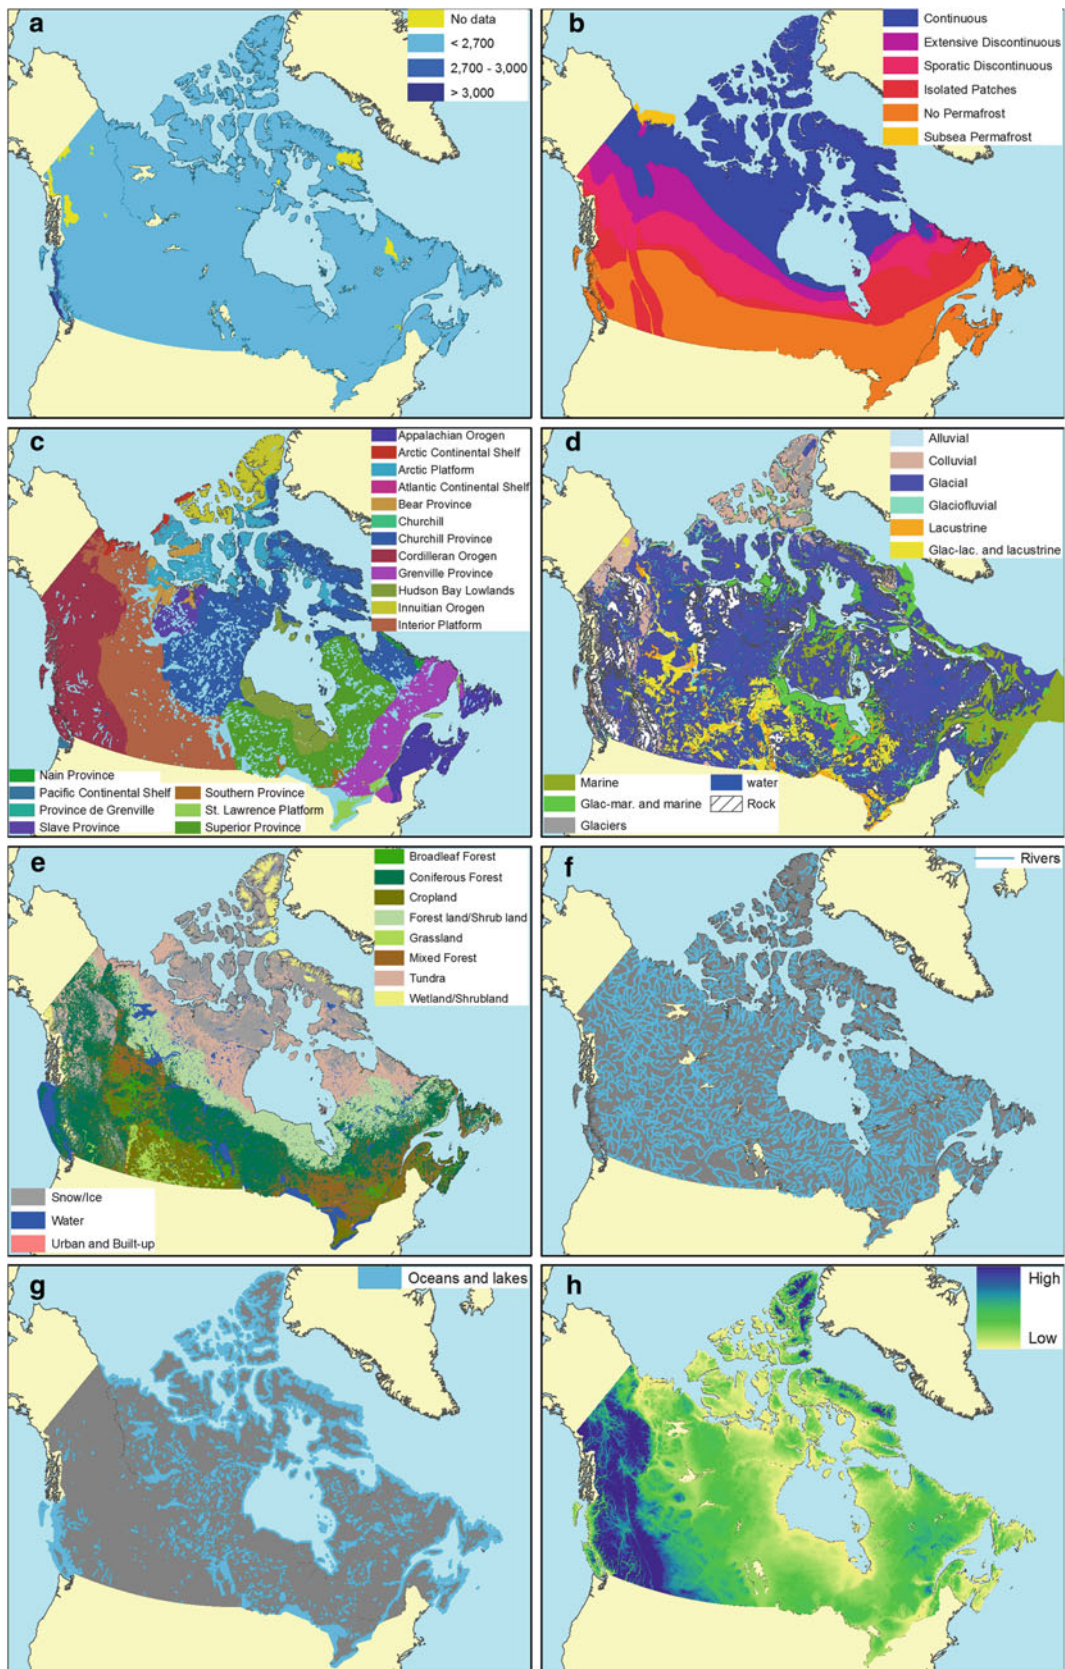 a
No data
< 2,700
2,700 - 3,000
> 3,000
b
Continuous
Extensive Discontinuous
Sporatic Discontinuous
Isolated Patches
No Permafrost
Subsea Permafrost
c
Appalachian Orogen
Arctic Continental Shelf
Arctic Platform
Atlantic Continental Shelf
Bear Province
Churchill
Churchill Province
Cordilleran Orogen
Grenville Province
Hudson Bay Lowlands
Innuitian Orogen
Interior Platform
Nain Province
Pacific Continental Shelf
Province de Grenville
Slave Province
Southern Province
St. Lawrence Platform
Superior Province
d
Alluvial
Colluvial
Glacial
Glaciofluvial
Lacustrine
Glac-lac. and lacustrine
Marine
Glac-mar. and marine
Glaciers
water
Rock
e
Broadleaf Forest
Coniferous Forest
Cropland
Forest land/Shrub land
Grassland
Mixed Forest
Tundra
Wetland/Shrubland
Snow/Ice
Water
Urban and Built-up
f
Rivers
g
Oceans and lakes
h
High
Low